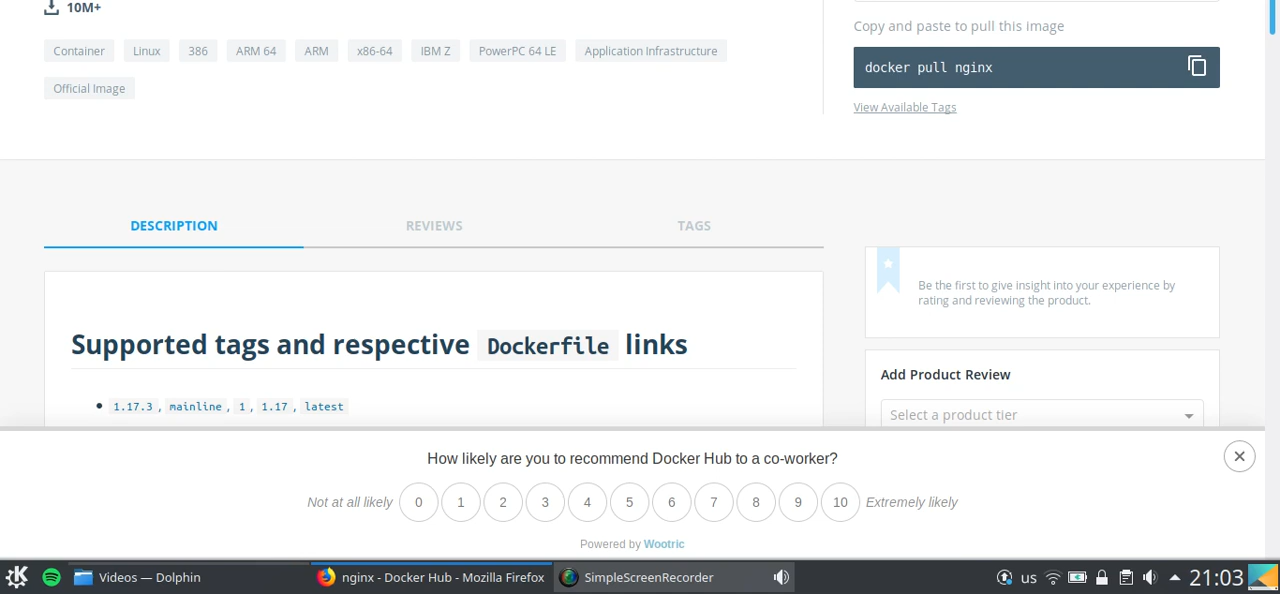 10M+
Container Linux 386 ARM 64 ARM x86-64 IBM Z PowerPC 64 LE Application Infrastructure
Official Image
Copy and paste to pull this image
docker pull nginx
View Available Tags
DESCRIPTION REVIEWS TAGS
Supported tags and respective Dockerfile links
1.17.3, mainline, 1, 1.17, latest
Be the first to give insight into your experience by
rating and reviewing the product.
Add Product Review
Select a product tier
How likely are you to recommend Docker Hub to a co-worker?
Not at all likely 0 1 2 3 4 5 6 7 8 9 10 Extremely likely
Powered by Wootric
Videos — Dolphin nginx - Docker Hub - Mozilla Firefox SimpleScreenRecorder us 21:03